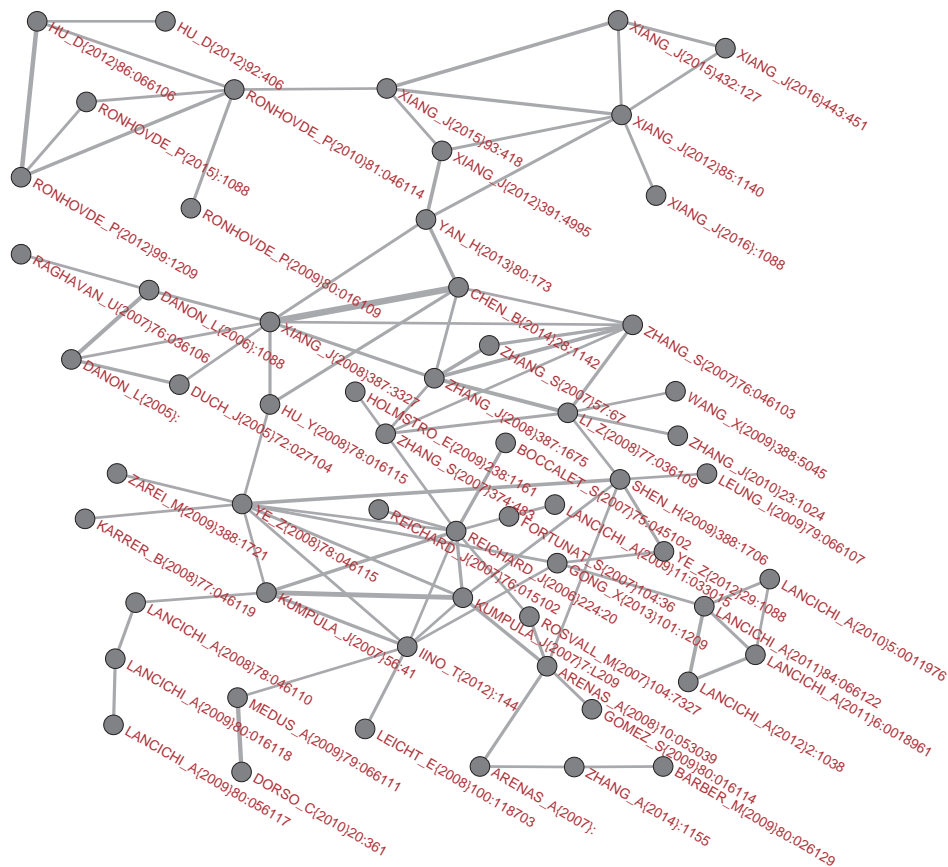 HU_D{2012}92:406
HU_D{2012}86:066106
XIANG_J{2015}432:127
XIANG_J{2016}443:451
RONHOVDE_P{2010}81:046114
XIANG_J{2015}93:418
RONHOVDE_P{2015}:1088
XIANG_J{2012}85:1140
XIANG_J{2012}391:4995
RONHOVDE_P{2012}99:1209
XIANG_J{2016}:1088
RONHOVDE_P{2009}80:016109
YAN_H{2013}80:173
RAGHAVAN_U{2007}76:036106
CHEN_B{2014}28:1142
DANON_L{2006}:1088
XIANG_J{2008}387:3327
ZHANG_S{2007}76:046103
ZHANG_S{2007}57:67
DANON_L{2005}:
ZHANG_J{2008}387:1675
DUCH_J{2005}72:027104
HOLMSTRO_E{2009}238:1161
WANG_X{2009}388:5045
HU_Y{2008}78:016115
LI_Z{2008}77:036109
ZHANG_S{2007}374:483
ZHANG_J{2010}23:1024
BOCCALET_S{2007}75:045102
ZAREI_M{2009}388:1721
LEUNG_I{2009}79:066107
SHEN_H{2009}388:1706
YE_Z{2008}78:046115
LANCICHI_A{2009}11:033015
REICHARD_J{2007}76:015102
FORTUNAT_S{2007}104:36
KARRER_B{2008}77:046119
REICHARD_J{2006}224:20
YE_Z{2012}29:1088
GONG_X{2013}101:1209
LANCICHI_A{2010}5:0011976
KUMPULA_J{2007}56:41
KUMPULA_J{2007}7:L209
LANCICHI_A{2008}78:046110
LANCICHI_A{2011}84:066122
ROSVALL_M{2007}104:7327
IINO_T{2012}:144
LANCICHI_A{2011}6:0018961
LANCICHI_A{2009}80:016118
ARENAS_A{2008}10:053039
LANCICHI_A{2012}2:1038
MEDUS_A{2009}79:066111
GOMEZ_S{2009}80:016114
LANCICHI_A{2009}80:056117
LEICHT_E{2008}100:118703
ARENAS_A{2007}:
ZHANG_A{2014}:1155
BARBER_M{2009}80:026129
DORSO_C{2010}20:361